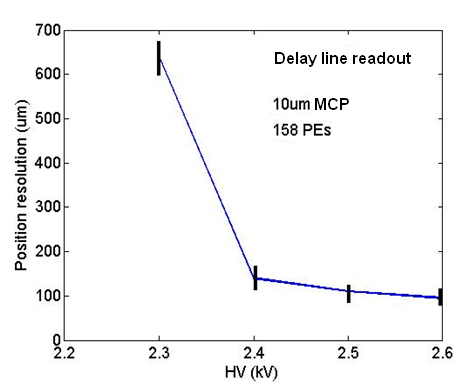 700
600
500
400
300
200
100
0
Position resolution (um)
Delay line readout
10um MCP
158 PEs
2.2 2.3 2.4 2.5 2.6
HV (kV)